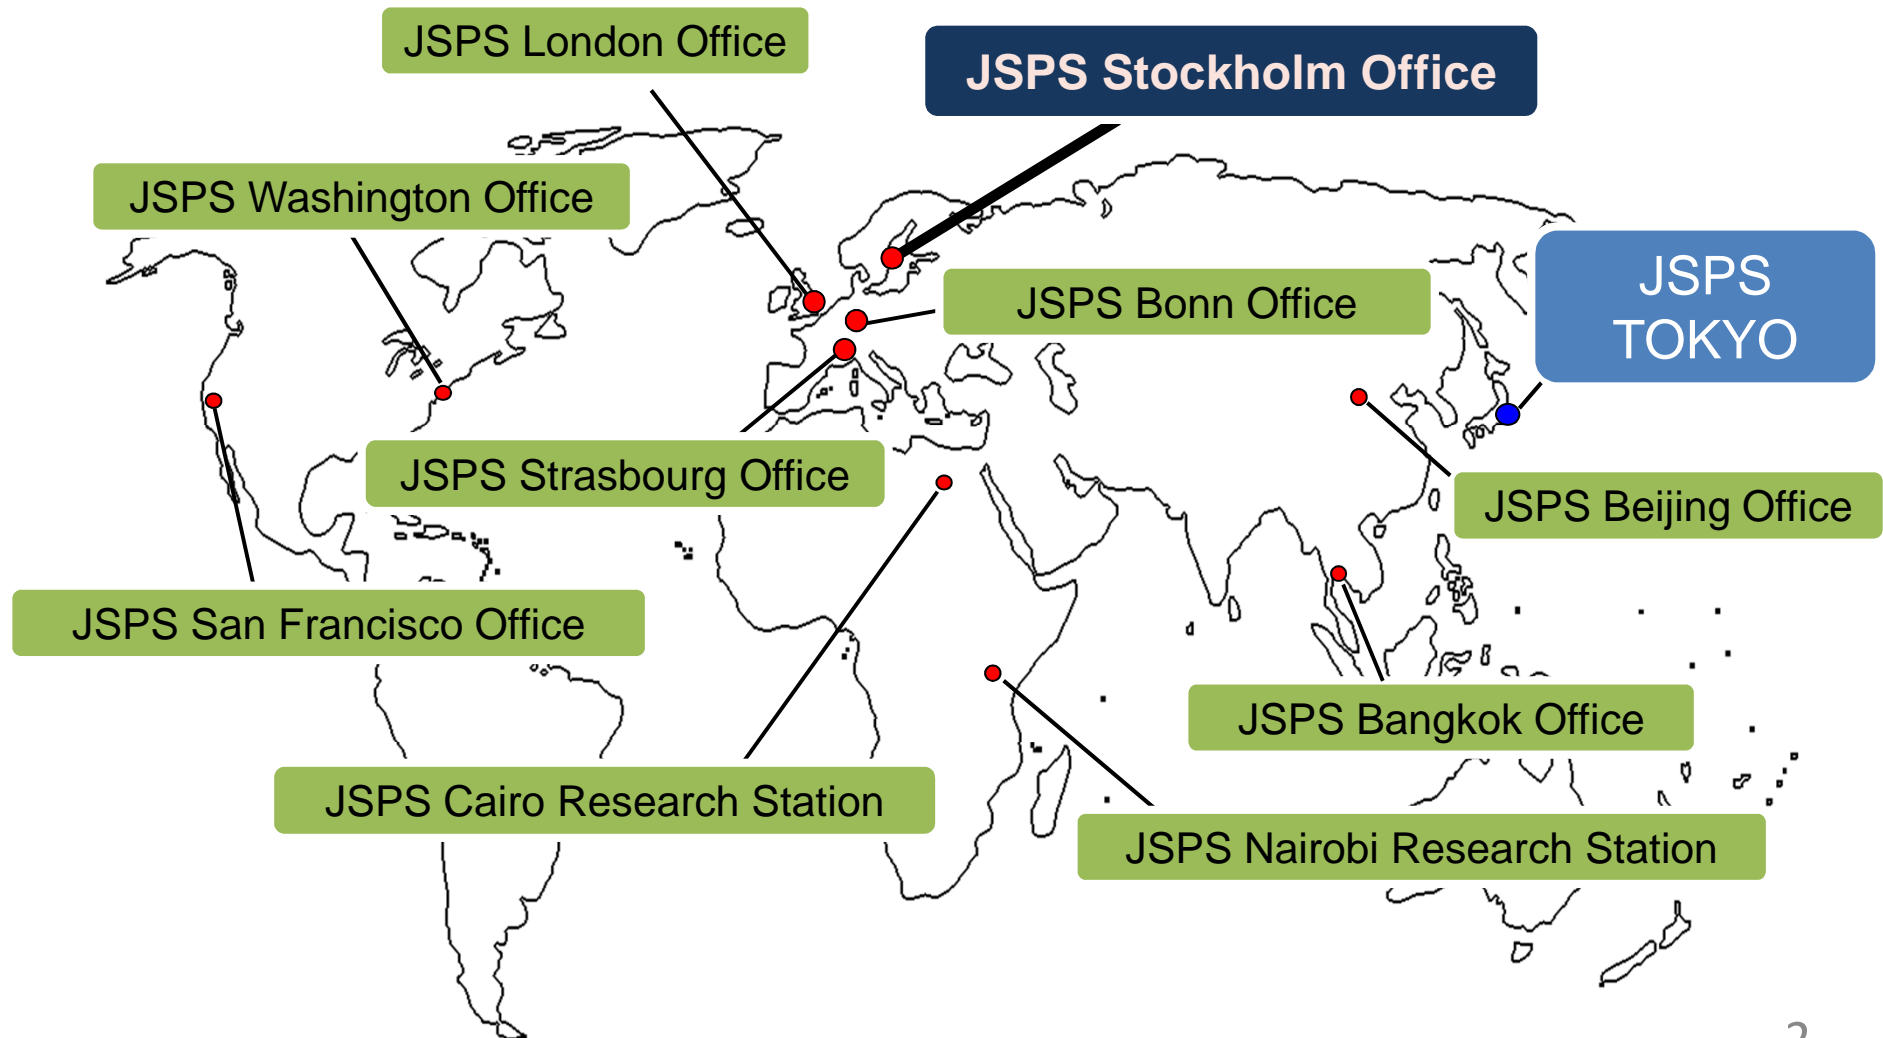 JSPS London Office
JSPS Stockholm Office
JSPS Washington Office
JSPS
TOKYO
JSPS Bonn Office
JSPS Strasbourg Office
JSPS Beijing Office
JSPS San Francisco Office
JSPS Bangkok Office
JSPS Cairo Research Station
JSPS Nairobi Research Station
2